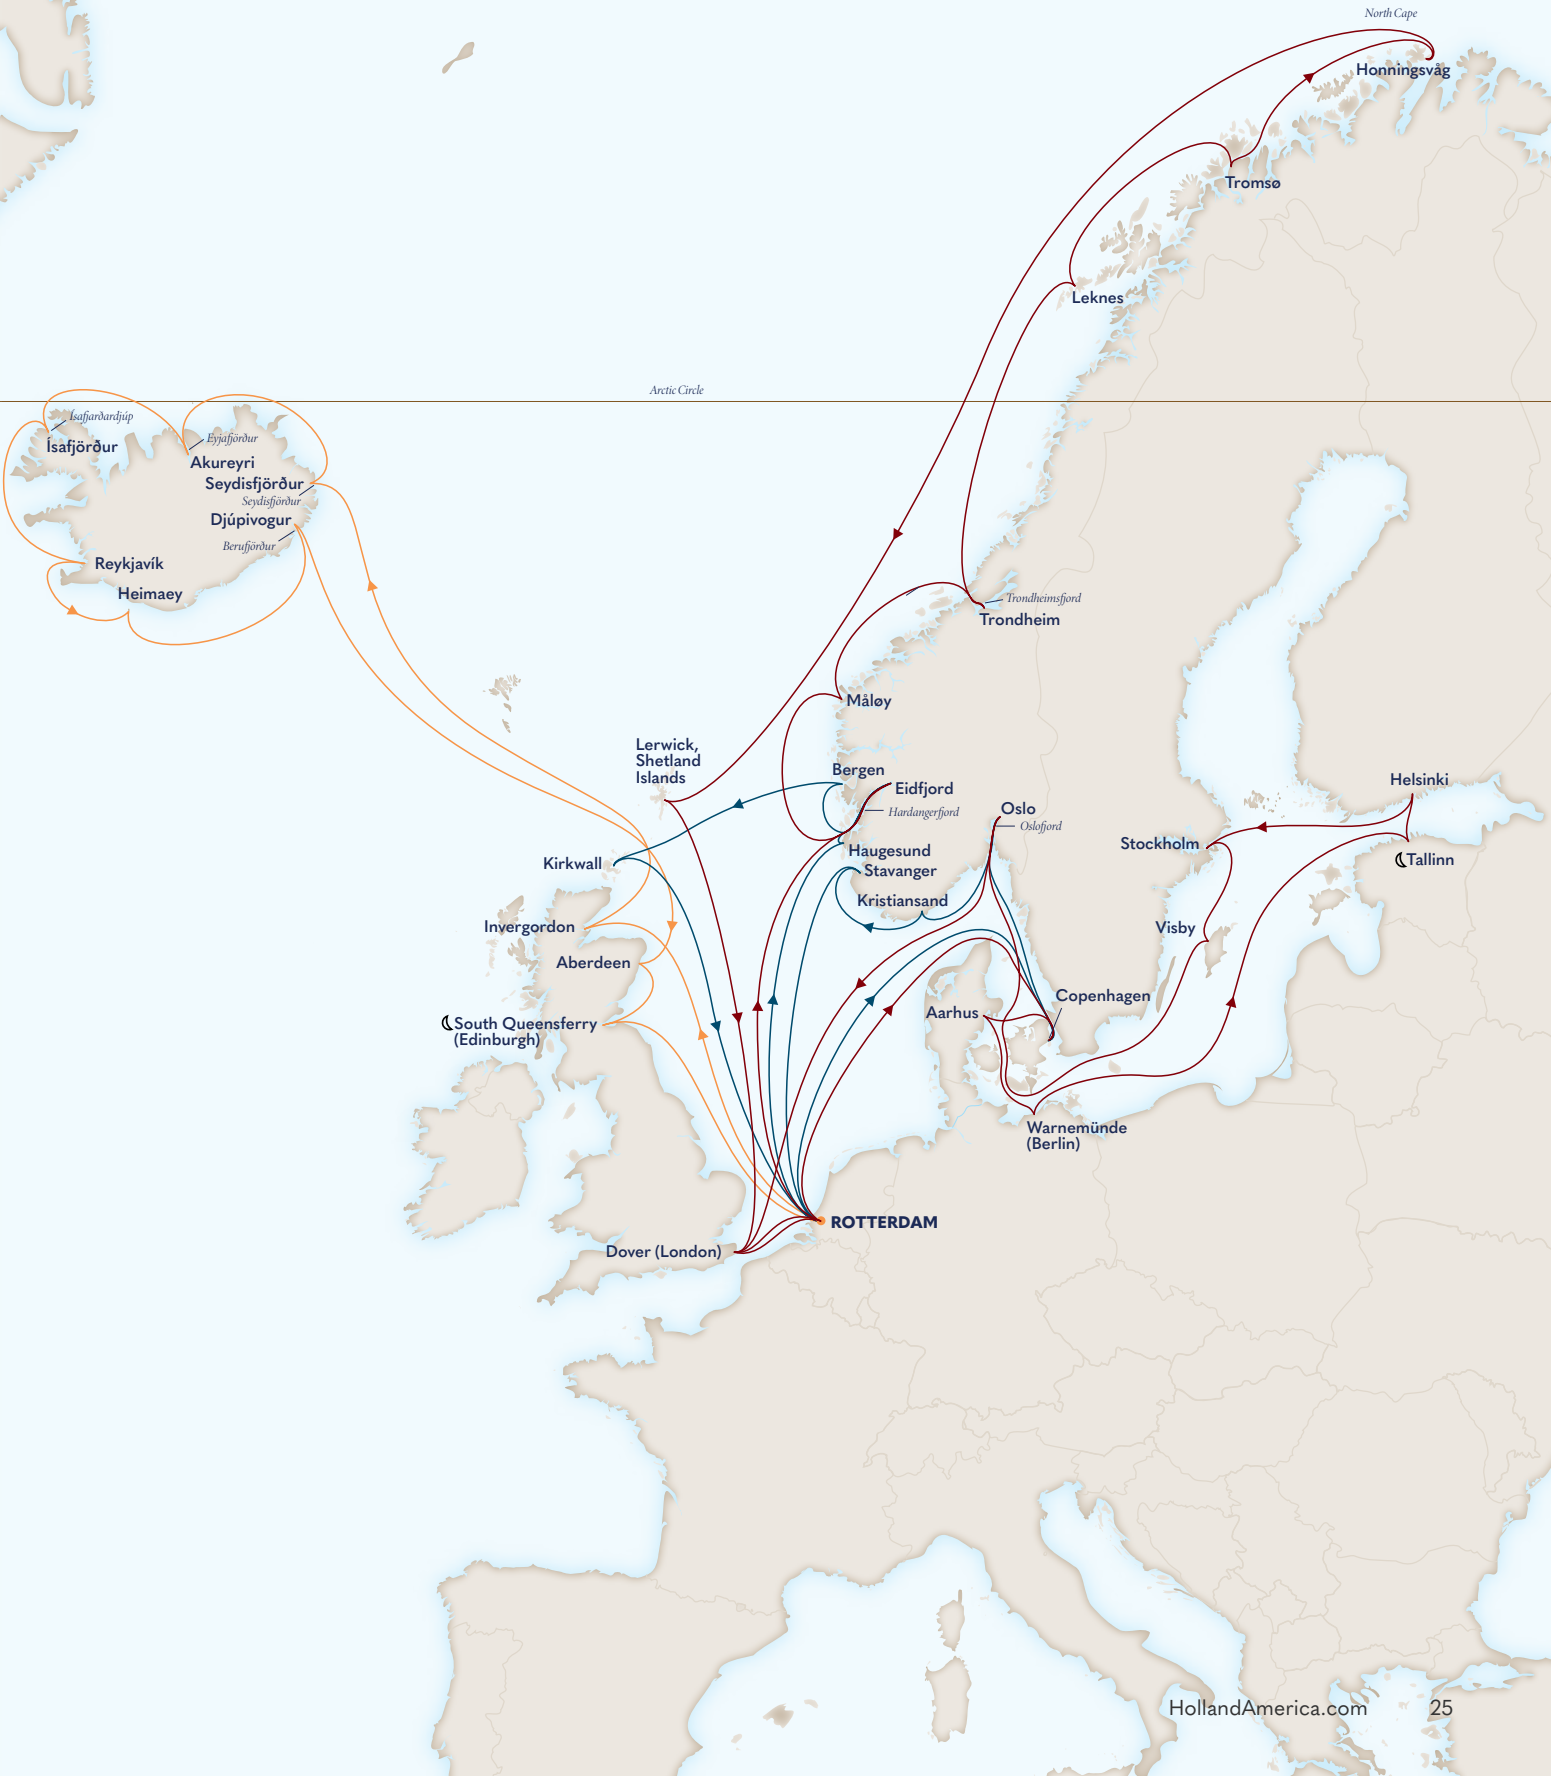 North Cape
Honningsvåg
Tromsø
Leknes
Arctic Circle
Ísafjarðardjúp
Ísafjörður
Eyjafjörður
Akureyri
Seydisfjörður
Seydisfjörður
Djúpivogur
Berufjörður
Reykjavík
Heimaey
Trondheimsfjord
Trondheim
Måløy
Lerwick,
Shetland
Islands
Bergen
Eidfjord
Hardangerfjord
Oslo
Oslofjord
Helsinki
Stockholm
Tallinn
Haugesund
Kirkwall
Stavanger
Kristiansand
Invergordon
Visby
Aberdeen
Copenhagen
Aarhus
South Queensferry
(Edinburgh)
Warnemünde
(Berlin)
ROTTERDAM
Dover (London)
HollandAmerica.com 25